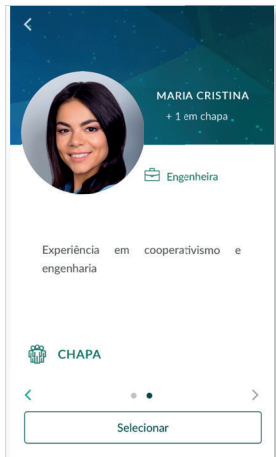 MARIA CRISTINA
+ 1 em chapa
Engenheira
Experiência em cooperativismo e
engenharia
CHAPA
Selecionar